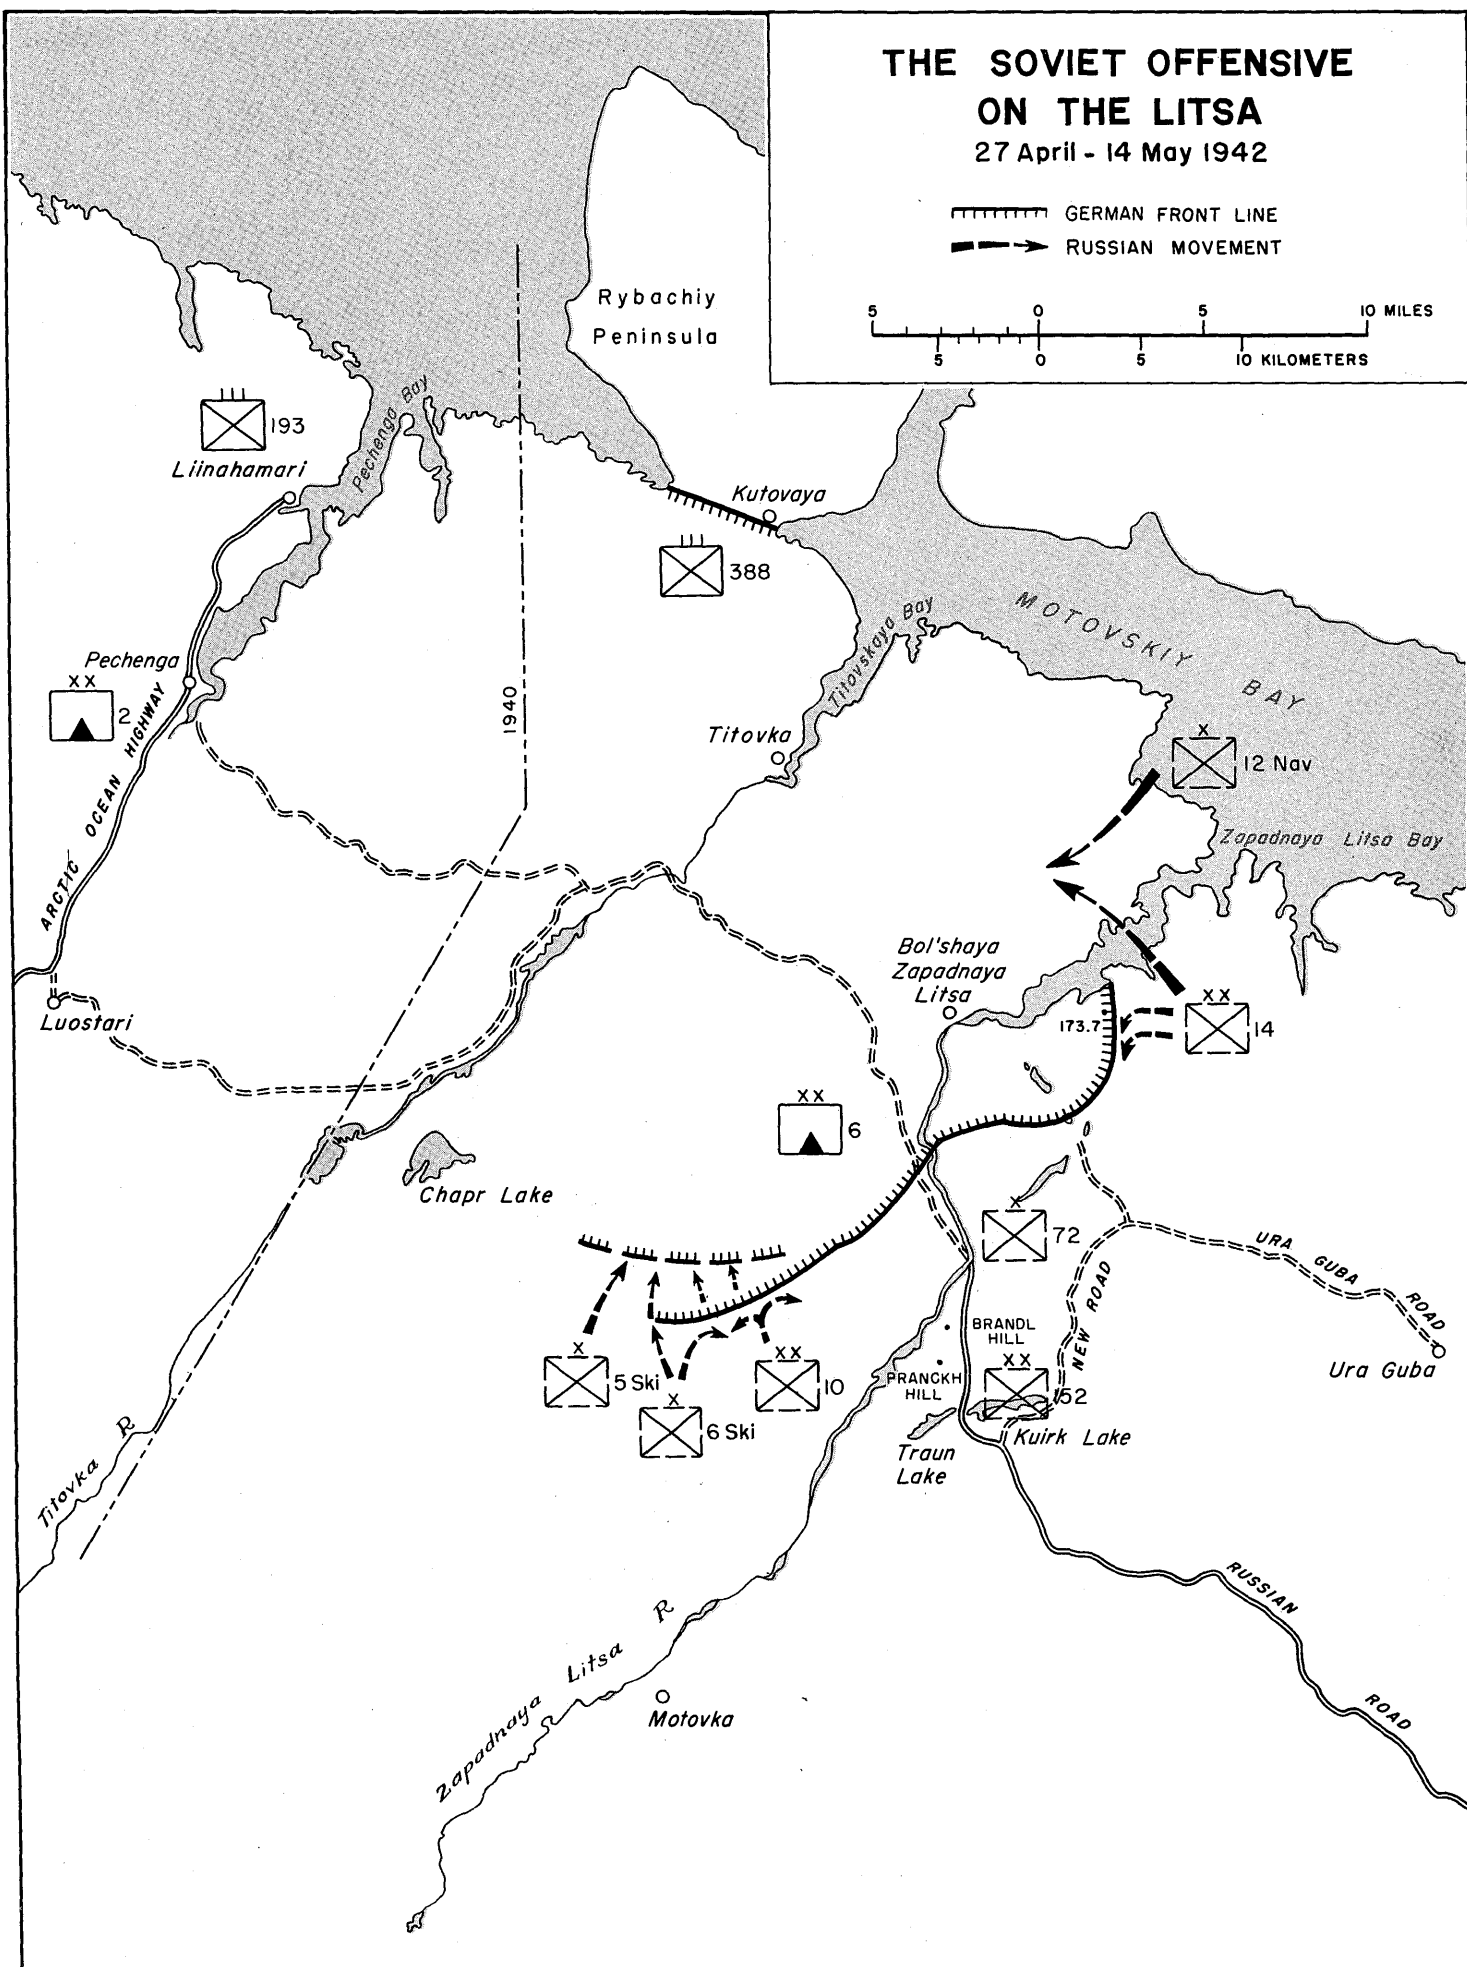 THE SOVIET OFFENSIVE
ON THE LITSA
27 April - 14 May 1942
GERMAN FRONT LINE
RUSSIAN MOVEMENT
5 0 5 10 MILES
5 0 5 10 KILOMETERS
Rybachiy
Peninsula
193
Liinahamari
Pechenga Bay
Kutovaya
388
MOTOVSKIY BAY
Titovskaya Bay
Pechenga
XX
2
ARCTIC OCEAN HIGHWAY
1940
Titovka
X
12 Nav
Zapadnaya Litsa Bay
Bol'shaya
Zapadnaya
Litsa
Luostari
173.7
XX
14
XX
6
Chapr Lake
X
72
URA GUBA ROAD
NEW ROAD
BRANDL
HILL
Ura Guba
X
5 Ski
X
6 Ski
XX
10
PRANCKH
HILL
XX
52
Kuirk Lake
Traun
Lake
Titovka R
RUSSIAN ROAD
Zapadnaya Litsa R
Motovka